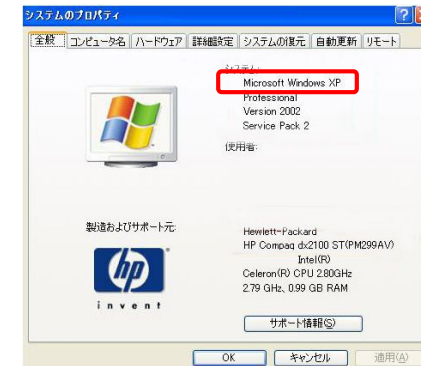 システムのプロパティ
全般 コンピュータ名 ハードウェア 詳細設定 システムの復元 自動更新 リモート
システム:
Microsoft Windows XP
Professional
Version 2002
Service Pack 2
使用者:
製造およびサポート元:
Hewlett-Packard
HP Compaq dx2100 ST(PM299AV)
Intel(R)
Celeron(R) CPU 2.80GHz
2.79 GHz、0.99 GB RAM
hp
invent
サポート情報(S)
OK キャンセル 適用(A)